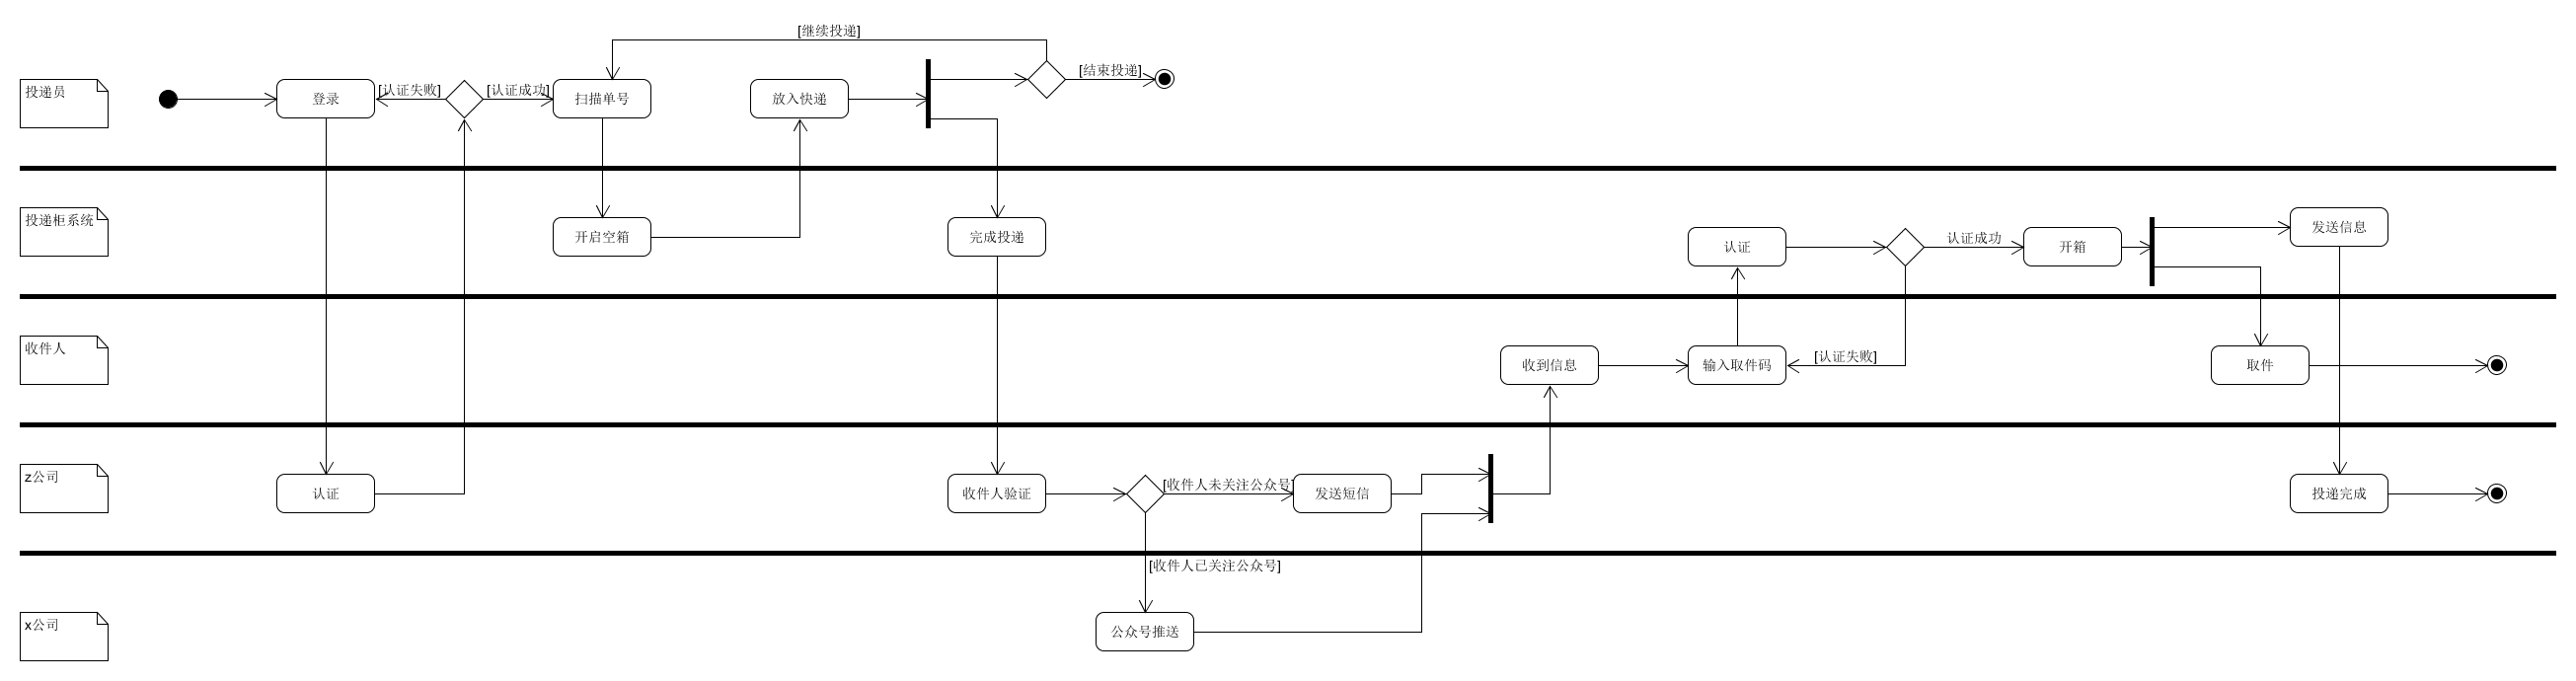 [继续投递]
投递员
登录
[认证失败]
[认证成功]
扫描单号
放入快递
[结束投递]
投递柜系统
开启空箱
完成投递
认证
认证成功
开箱
发送信息
收件人
收到信息
输入取件码
[认证失败]
取件
z公司
认证
收件人验证
[收件人未关注公众号]
发送短信
投递完成
[收件人已关注公众号]
x公司
公众号推送